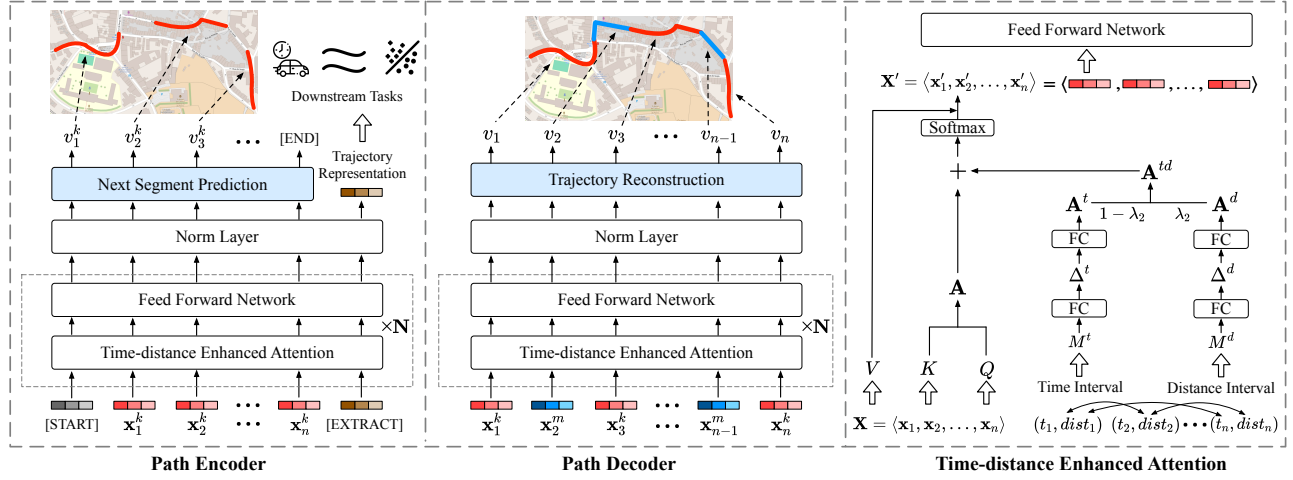 Downstream Tasks
v_1^k v_2^k v_3^k ••• [END]
Trajectory Representation
Next Segment Prediction
Norm Layer
Feed Forward Network
×N
Time-distance Enhanced Attention
•••
[START] x_1^k x_2^k ••• x_n^k [EXTRACT]
Path Encoder
v_1 v_2 v_3 ••• v_{n−1} v_n
Trajectory Reconstruction
Norm Layer
Feed Forward Network
×N
Time-distance Enhanced Attention
•••
x_1^k x_2^m x_3^k ••• x_{n−1}^m x_n^k
Path Decoder
Feed Forward Network
X′ = ⟨x′_1, x′_2, . . . , x′_n⟩ = ⟨ , , . . . , ⟩
Softmax
+
A^{td}
A^t 1 − λ_2 λ_2 A^d
FC FC
Δ^t Δ^d
A
FC FC
M^t M^d
V K Q
Time Interval Distance Interval
X = ⟨x_1, x_2, . . . , x_n⟩
(t_1, dist_1) (t_2, dist_2) ••• (t_n, dist_n)
Time-distance Enhanced Attention